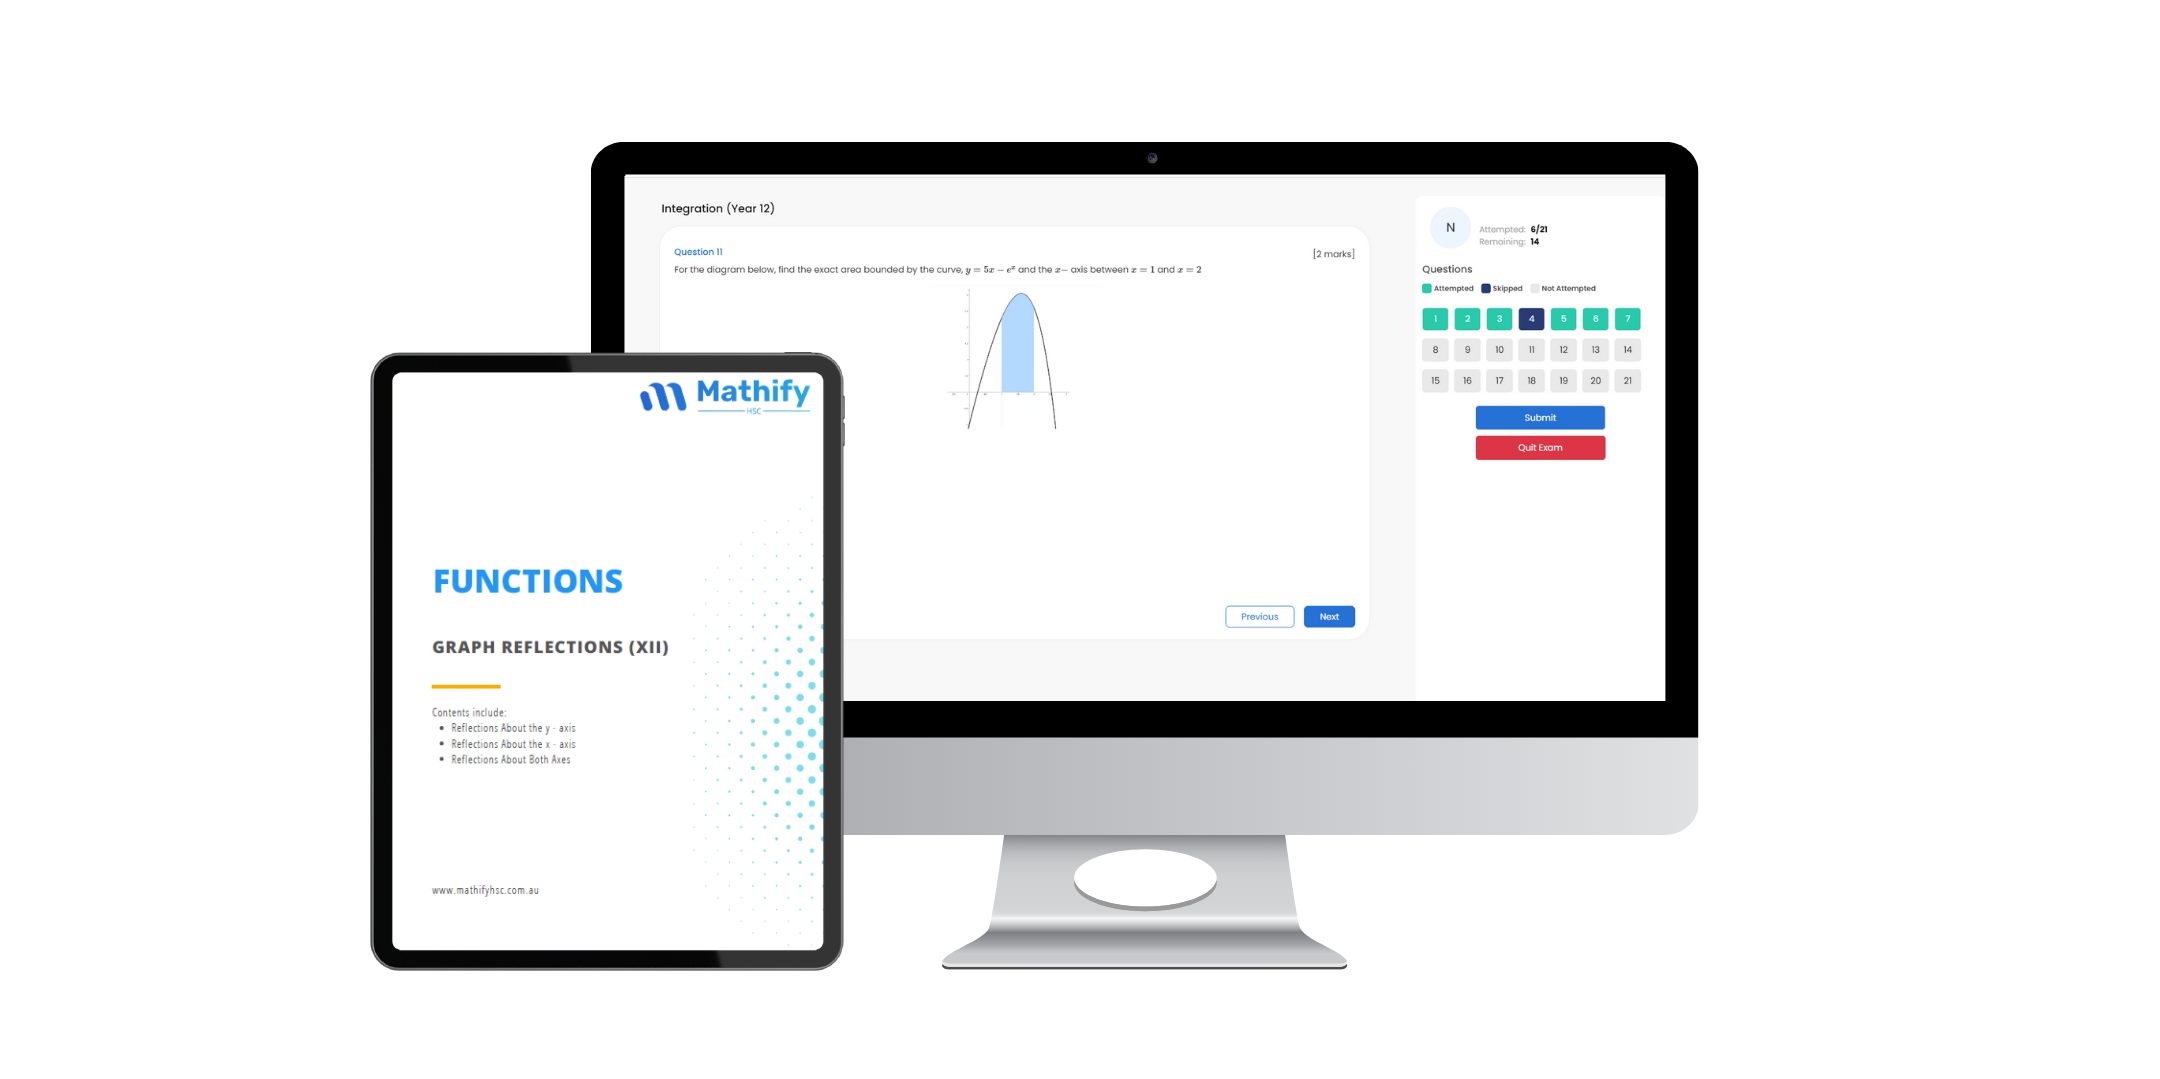 Integration (Year 12)
Question 11
[2 marks]
For the diagram below, find the exact area bounded by the curve, y = 5x − eˣ and the x− axis between x = 1 and x = 2
Previous
Next
N
Attempted: 6/21
Remaining: 14
Questions
Attempted
Skipped
Not Attempted
1 2 3 4 5 6 7
8 9 10 11 12 13 14
15 16 17 18 19 20 21
Submit
Quit Exam
Mathify
HSC
FUNCTIONS
GRAPH REFLECTIONS (XII)
Contents include:
• Reflections About the y - axis
• Reflections About the x - axis
• Reflections About Both Axes
www.mathifyhsc.com.au